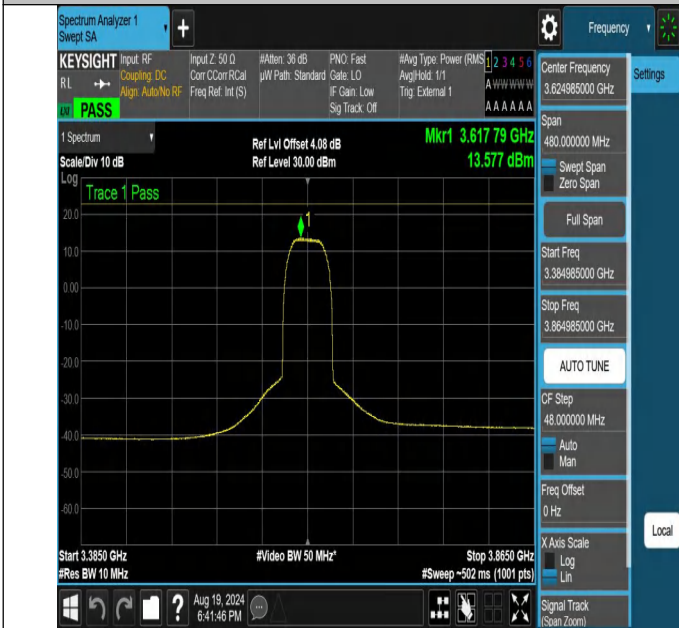 Spectrum Analyzer 1
Swept SA
+
Frequency
KEYSIGHT
RL
PASS
Input: RF
Coupling: DC
Align: Auto/No RF
Input Z: 50 Ω
Corr CCorr RCal
Freq Ref: Int (S)
#Atten: 36 dB
µW Path: Standard
PNO: Fast
Gate: LO
IF Gain: Low
Sig Track: Off
#Avg Type: Power (RMS
Avg|Hold: 1/1
Trig: External 1
1 2 3 4 5 6
A W W W W W
A A A A A A
1 Spectrum
Scale/Div 10 dB
Ref Lvl Offset 4.08 dB
Ref Level 30.00 dBm
Mkr1 3.617 79 GHz
13.577 dBm
Log
Trace 1 Pass
1
20.0
10.0
0.00
-10.0
-20.0
-30.0
-40.0
-50.0
-60.0
Start 3.3850 GHz
#Res BW 10 MHz
#Video BW 50 MHz*
Stop 3.8650 GHz
#Sweep ~502 ms (1001 pts)
?
Aug 19, 2024
6:41:46 PM
Center Frequency
3.624985000 GHz
Settings
Span
480.000000 MHz
Swept Span
Zero Span
Full Span
Start Freq
3.384985000 GHz
Stop Freq
3.864985000 GHz
AUTO TUNE
CF Step
48.000000 MHz
Auto
Man
Freq Offset
0 Hz
Local
X Axis Scale
Log
Lin
Signal Track
(Span Zoom)